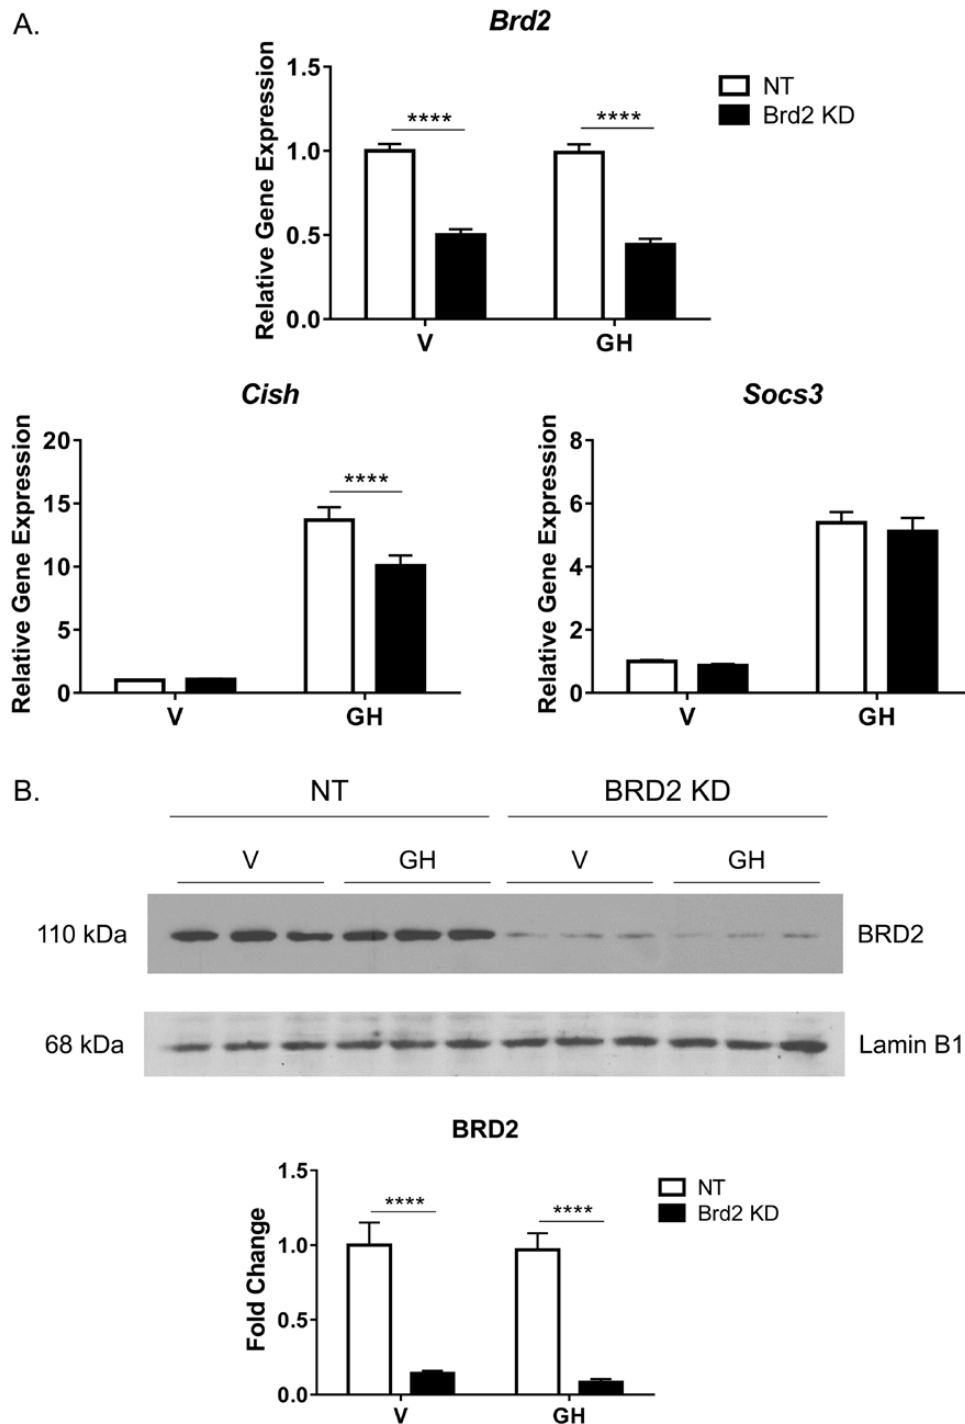 A.
Brd2
Relative Gene Expression
1.5
1.0
0.5
0.0
****
****
V
GH
NT
Brd2 KD
Cish
Relative Gene Expression
20
15
10
5
0
****
V
GH
Socs3
Relative Gene Expression
8
6
4
2
0
V
GH
B.
NT
BRD2 KD
V
GH
V
GH
110 kDa
BRD2
68 kDa
Lamin B1
BRD2
Fold Change
1.5
1.0
0.5
0.0
****
****
V
GH
NT
Brd2 KD